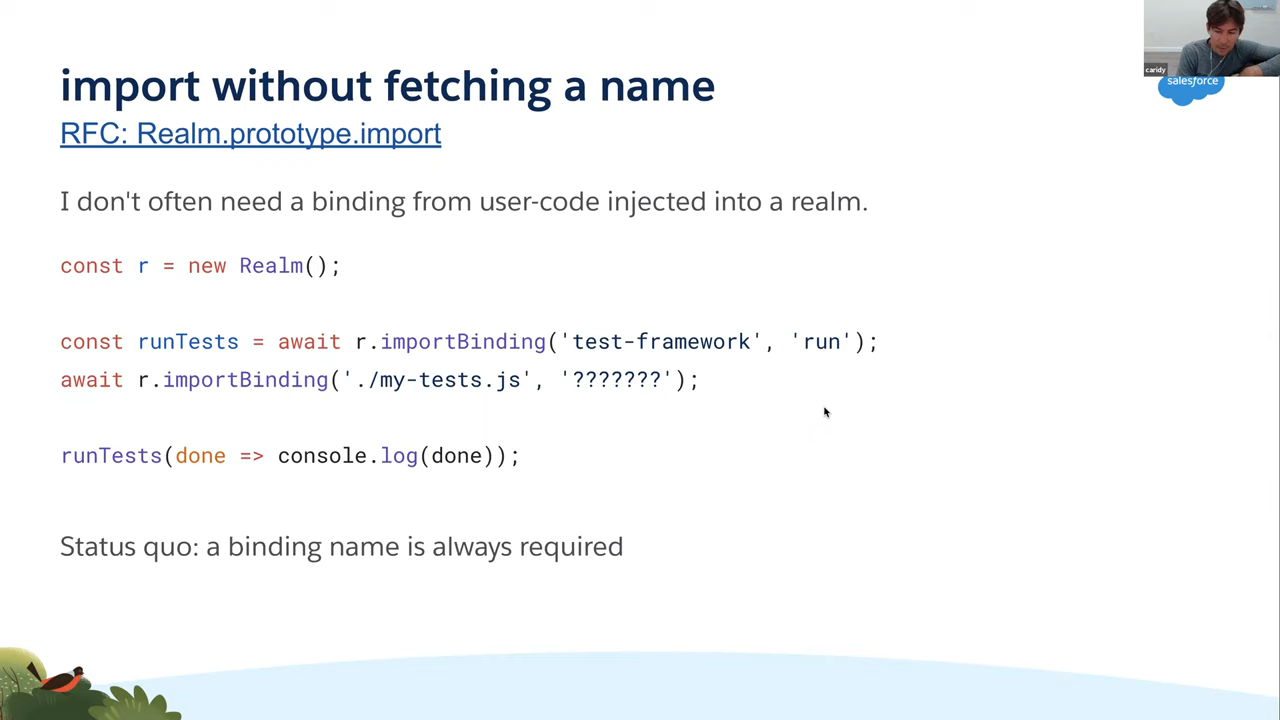 caridy
salesforce
import without fetching a name
RFC: Realm.prototype.import
I don't often need a binding from user-code injected into a realm.
const r = new Realm();
const runTests = await r.importBinding('test-framework', 'run');
await r.importBinding('./my-tests.js', '???????');
runTests(done => console.log(done));
Status quo: a binding name is always required